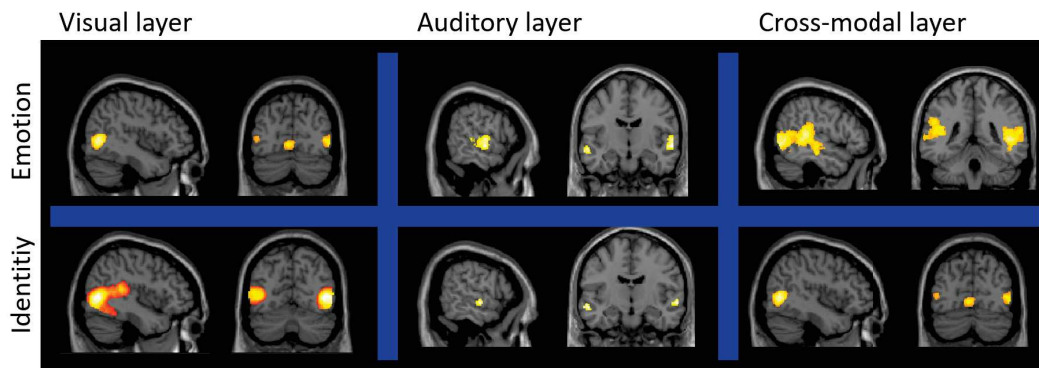 Visual layer
Auditory layer
Cross-modal layer
Emotion
Identitiy